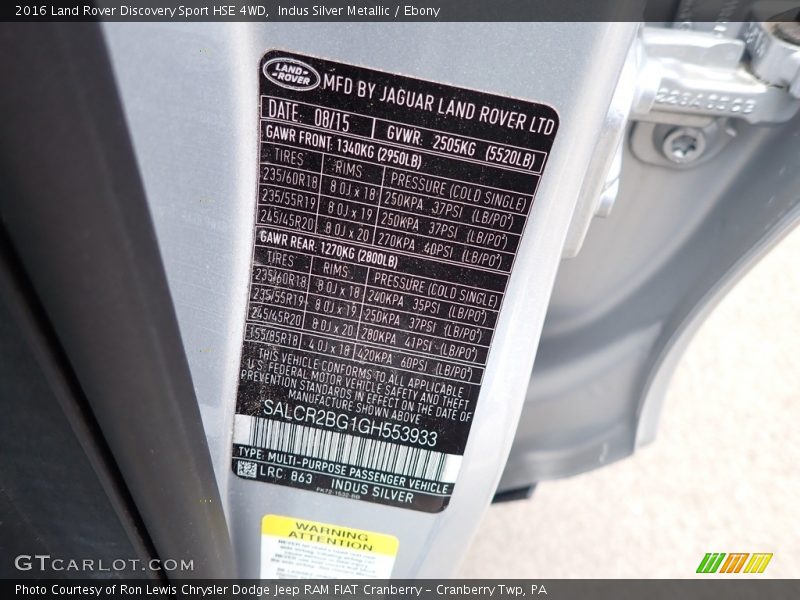 2016 Land Rover Discovery Sport HSE 4WD,  Indus Silver Metallic / Ebony
LAND-
-ROVER
MFD BY JAGUAR LAND ROVER LTD
DATE. 08/15 GVWR. 2505KG (5520LB)
GAWR FRONT. 1340KG (2950LB)
TIRES RIMS PRESSURE (COLD SINGLE)
235/60R18 8.0J x 18 250KPA 37PSI (LB/PO²)
235/55R19 8.0J x 19 250KPA 37PSI (LB/PO²)
245/45R20 8.0J x 20 270KPA 40PSI (LB/PO²)
GAWR REAR. 1270KG (2800LB)
TIRES RIMS PRESSURE (COLD SINGLE)
235/60R18 8.0J x 18 240KPA 35PSI (LB/PO²)
235/55R19 8.0J x 19 250KPA 37PSI (LB/PO²)
245/45R20 8.0J x 20 280KPA 41PSI (LB/PO²)
155/85R18 4.0J x 18 420KPA 60PSI (LB/PO²)
THIS VEHICLE CONFORMS TO ALL APPLICABLE
U.S. FEDERAL MOTOR VEHICLE SAFETY AND THEFT
PREVENTION STANDARDS IN EFFECT ON THE DATE OF
MANUFACTURE SHOWN ABOVE
SALCR2BG1GH553933
TYPE: MULTI-PURPOSE PASSENGER VEHICLE
LRC: 863 INDUS SILVER
WARNING
ATTENTION
GTCARLOT.COM
Photo Courtesy of Ron Lewis Chrysler Dodge Jeep RAM FIAT Cranberry – Cranberry Twp, PA